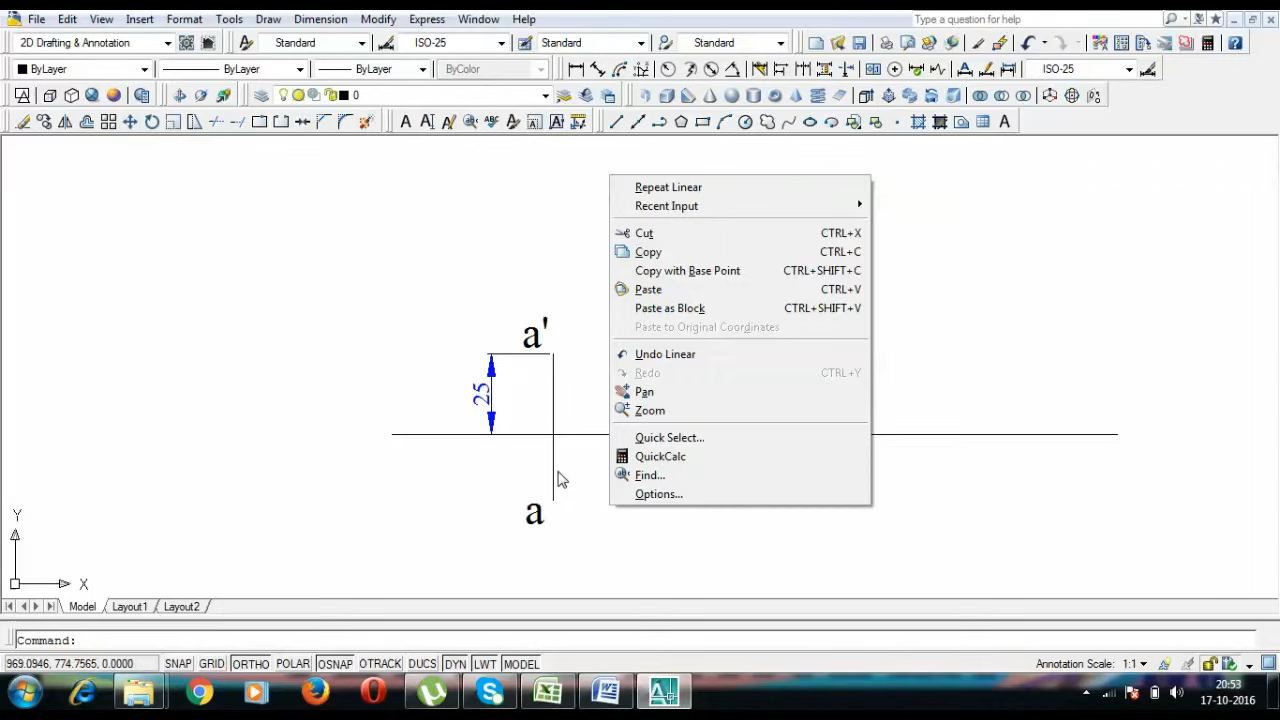 File Edit View Insert Format Tools Draw Dimension Modify Express Window Help Type a question for help
2D Drafting & Annotation Standard ISO-25 Standard Standard
ByLayer ByLayer ByLayer ByColor ISO-25
0
Repeat Linear
Recent Input
Cut CTRL+X
Copy CTRL+C
Copy with Base Point CTRL+SHIFT+C
Paste CTRL+V
Paste as Block CTRL+SHIFT+V
Paste to Original Coordinates
Undo Linear
Redo CTRL+Y
Pan
Zoom
Quick Select...
QuickCalc
Find...
Options...
a'
25
a
Y
X
Model Layout1 Layout2
Command:
969.0946, 774.7565, 0.0000 SNAP GRID ORTHO POLAR OSNAP OTRACK DUCS DYN LWT MODEL Annotation Scale: 1:1
20:53
17-10-2016